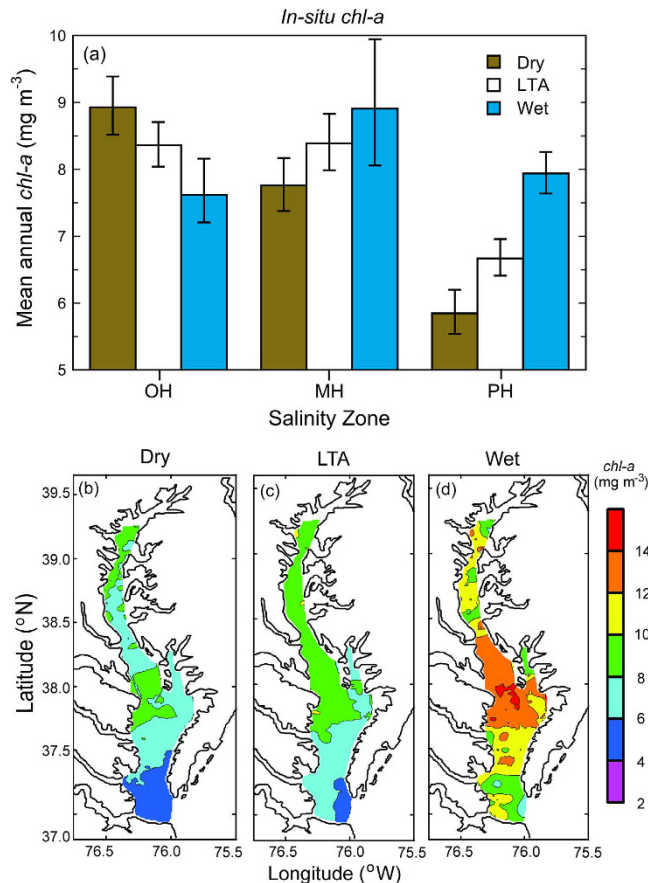 In-situ chl-a
(a)
Dry
LTA
Wet
Mean annual chl-a (mg m-3)
10
9
8
7
6
5
OH MH PH
Salinity Zone
Dry LTA Wet
(b) (c) (d)
chl-a
(mg m-3)
Latitude (°N)
39.5
39.0
38.5
38.0
37.5
37.0
14
12
10
8
6
4
2
76.5 76.0 75.5 76.5 76.0 75.5 76.5 76.0 75.5
Longitude (°W)